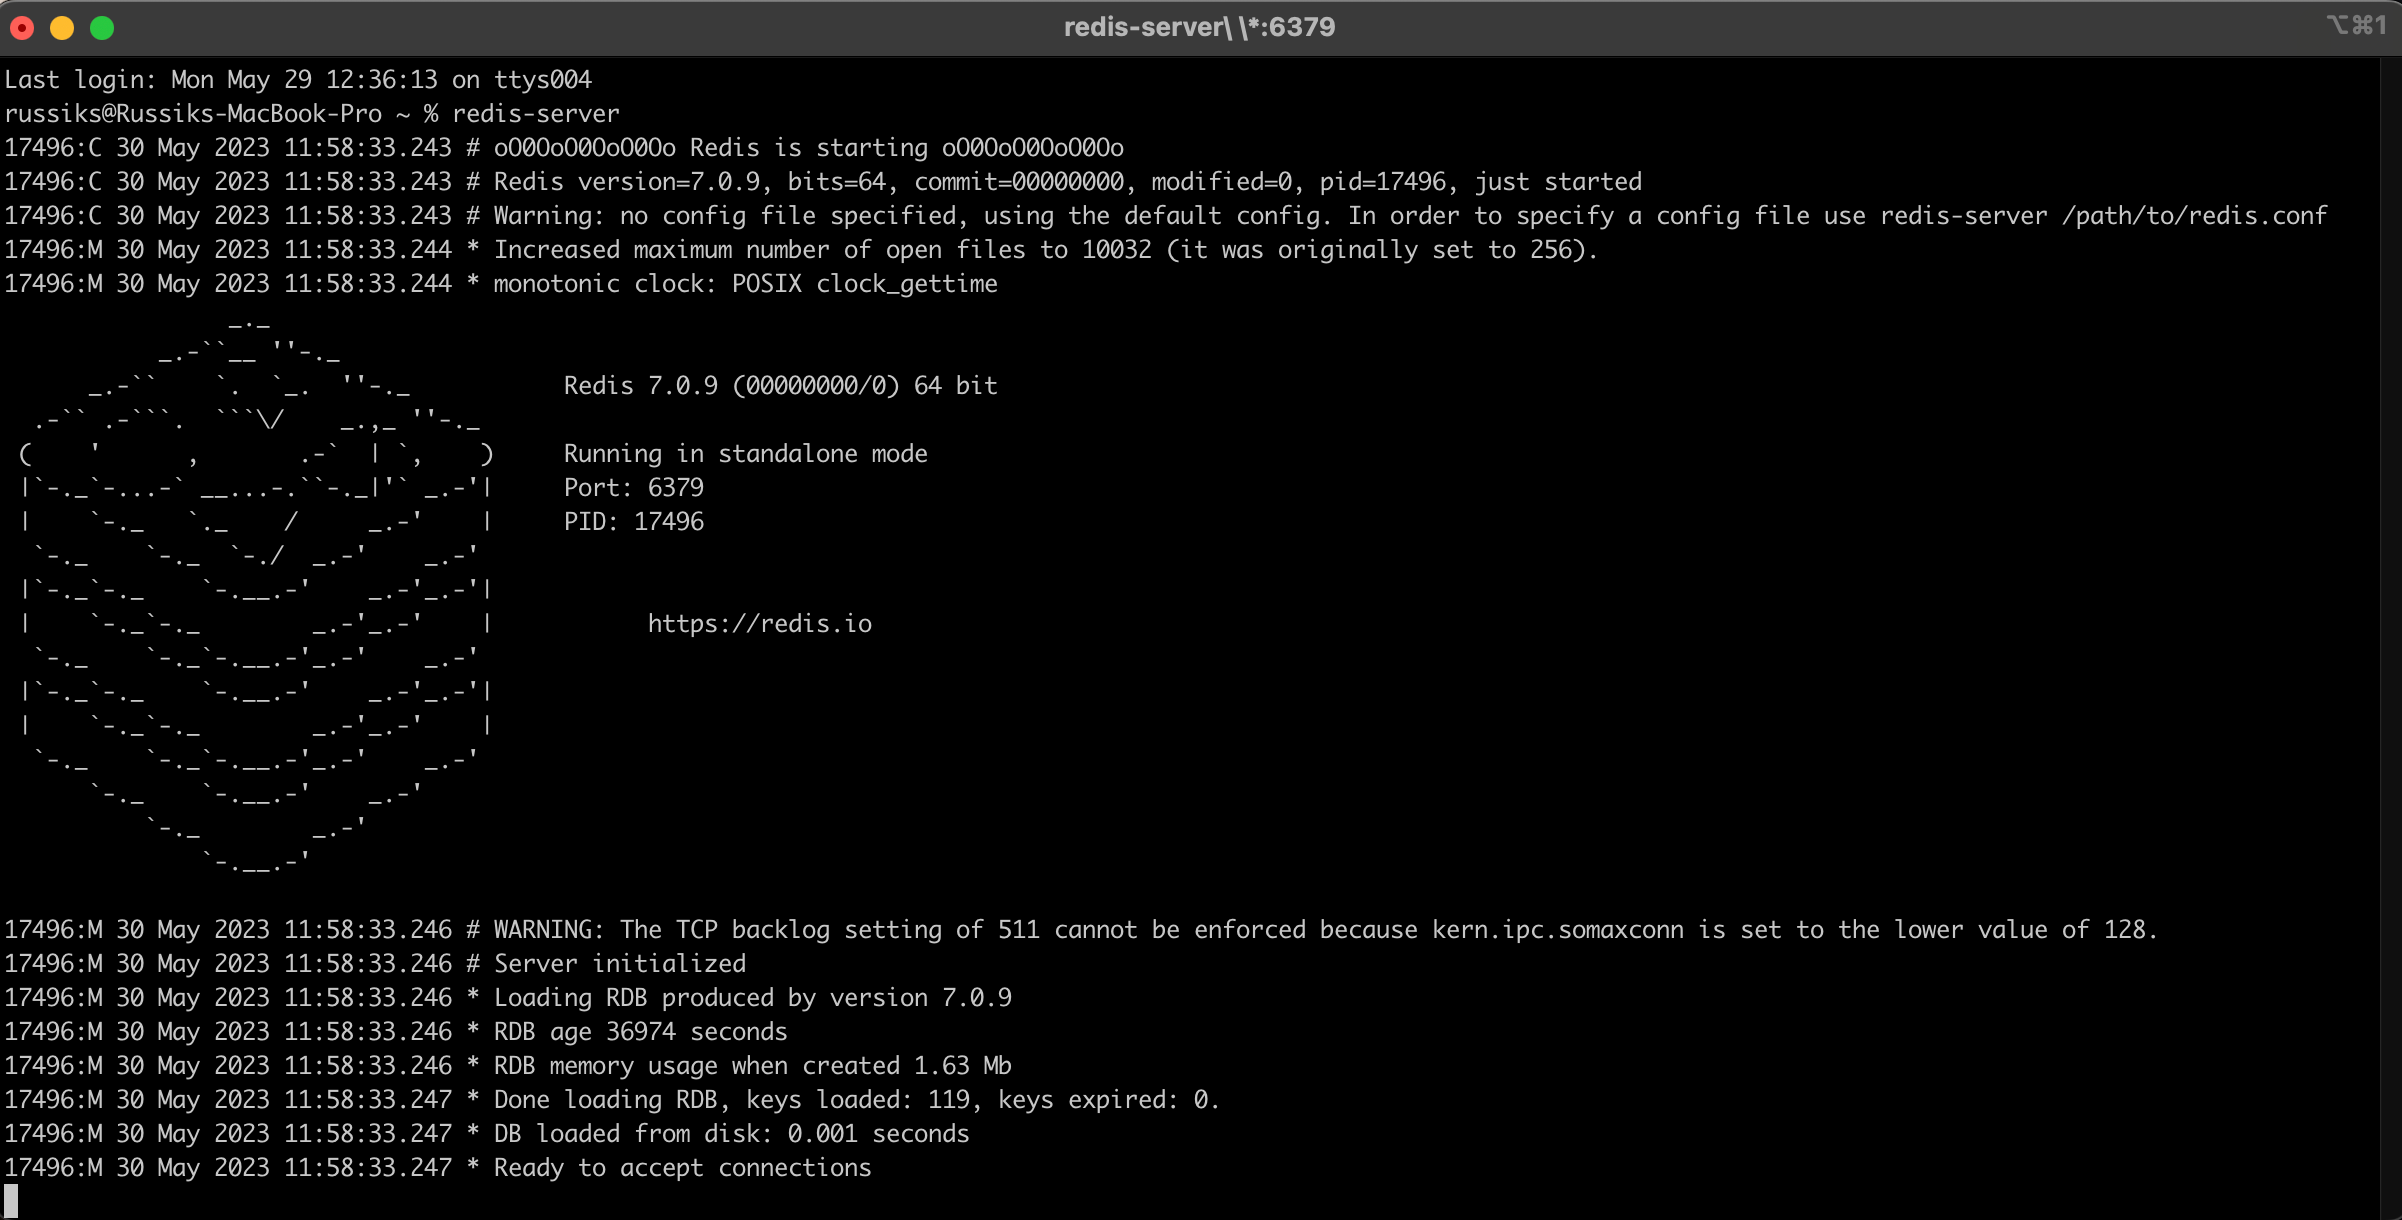 redis-server\ \*:6379
⌥⌘1
Last login: Mon May 29 12:36:13 on ttys004
russiks@Russiks-MacBook-Pro ~ % redis-server
17496:C 30 May 2023 11:58:33.243 # oO0OoO0OoO0Oo Redis is starting oO0OoO0OoO0Oo
17496:C 30 May 2023 11:58:33.243 # Redis version=7.0.9, bits=64, commit=00000000, modified=0, pid=17496, just started
17496:C 30 May 2023 11:58:33.243 # Warning: no config file specified, using the default config. In order to specify a config file use redis-server /path/to/redis.conf
17496:M 30 May 2023 11:58:33.244 * Increased maximum number of open files to 10032 (it was originally set to 256).
17496:M 30 May 2023 11:58:33.244 * monotonic clock: POSIX clock_gettime
Redis 7.0.9 (00000000/0) 64 bit
Running in standalone mode
Port: 6379
PID: 17496
https://redis.io
17496:M 30 May 2023 11:58:33.246 # WARNING: The TCP backlog setting of 511 cannot be enforced because kern.ipc.somaxconn is set to the lower value of 128.
17496:M 30 May 2023 11:58:33.246 # Server initialized
17496:M 30 May 2023 11:58:33.246 * Loading RDB produced by version 7.0.9
17496:M 30 May 2023 11:58:33.246 * RDB age 36974 seconds
17496:M 30 May 2023 11:58:33.246 * RDB memory usage when created 1.63 Mb
17496:M 30 May 2023 11:58:33.247 * Done loading RDB, keys loaded: 119, keys expired: 0.
17496:M 30 May 2023 11:58:33.247 * DB loaded from disk: 0.001 seconds
17496:M 30 May 2023 11:58:33.247 * Ready to accept connections